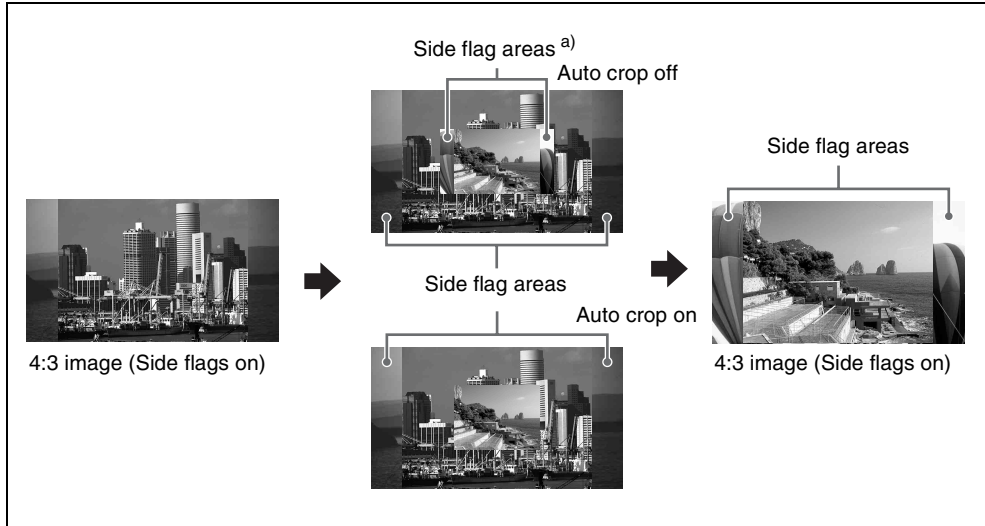 Side flag areas a)
Auto crop off
Side flag areas
Side flag areas
Auto crop on
4:3 image (Side flags on)
4:3 image (Side flags on)